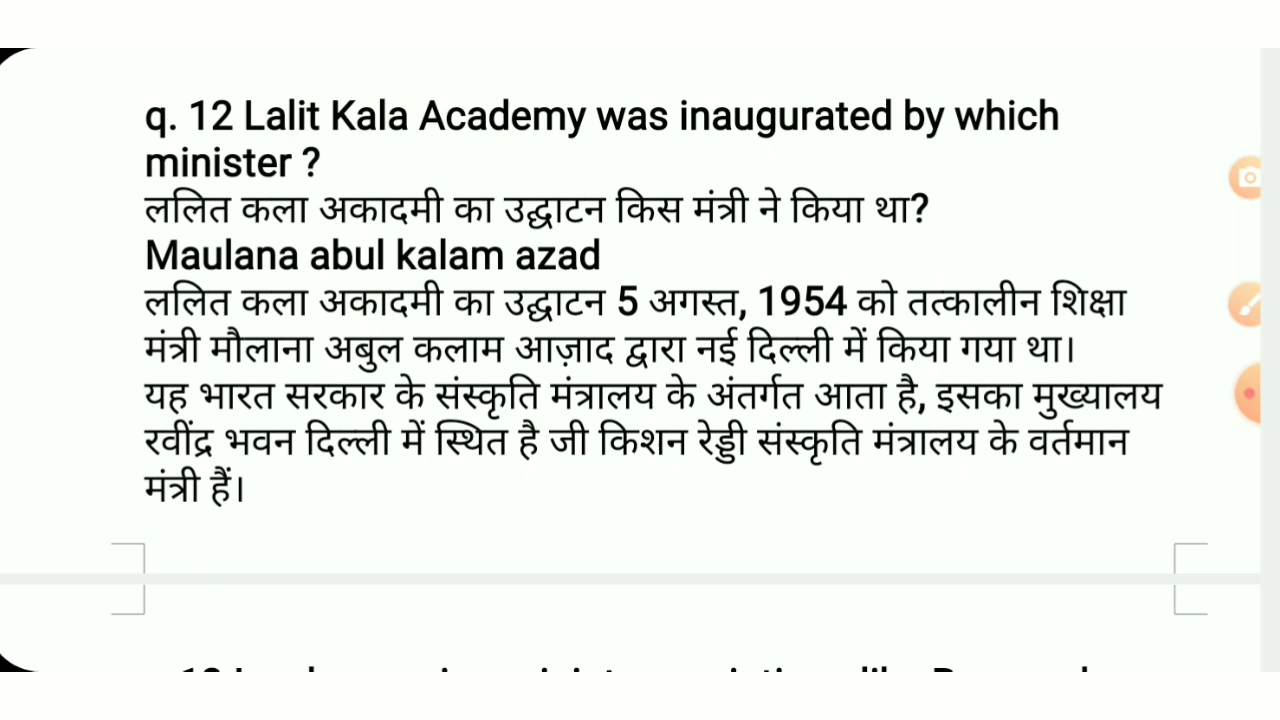 q. 12 Lalit Kala Academy was inaugurated by which
minister ?
ललित कला अकादमी का उद्घाटन किस मंत्री ने किया था?
Maulana abul kalam azad
ललित कला अकादमी का उद्घाटन 5 अगस्त, 1954 को तत्कालीन शिक्षा
मंत्री मौलाना अबुल कलाम आज़ाद द्वारा नई दिल्ली में किया गया था।
यह भारत सरकार के संस्कृति मंत्रालय के अंतर्गत आता है, इसका मुख्यालय
रवींद्र भवन दिल्ली में स्थित है जी किशन रेड्डी संस्कृति मंत्रालय के वर्तमान
मंत्री हैं।